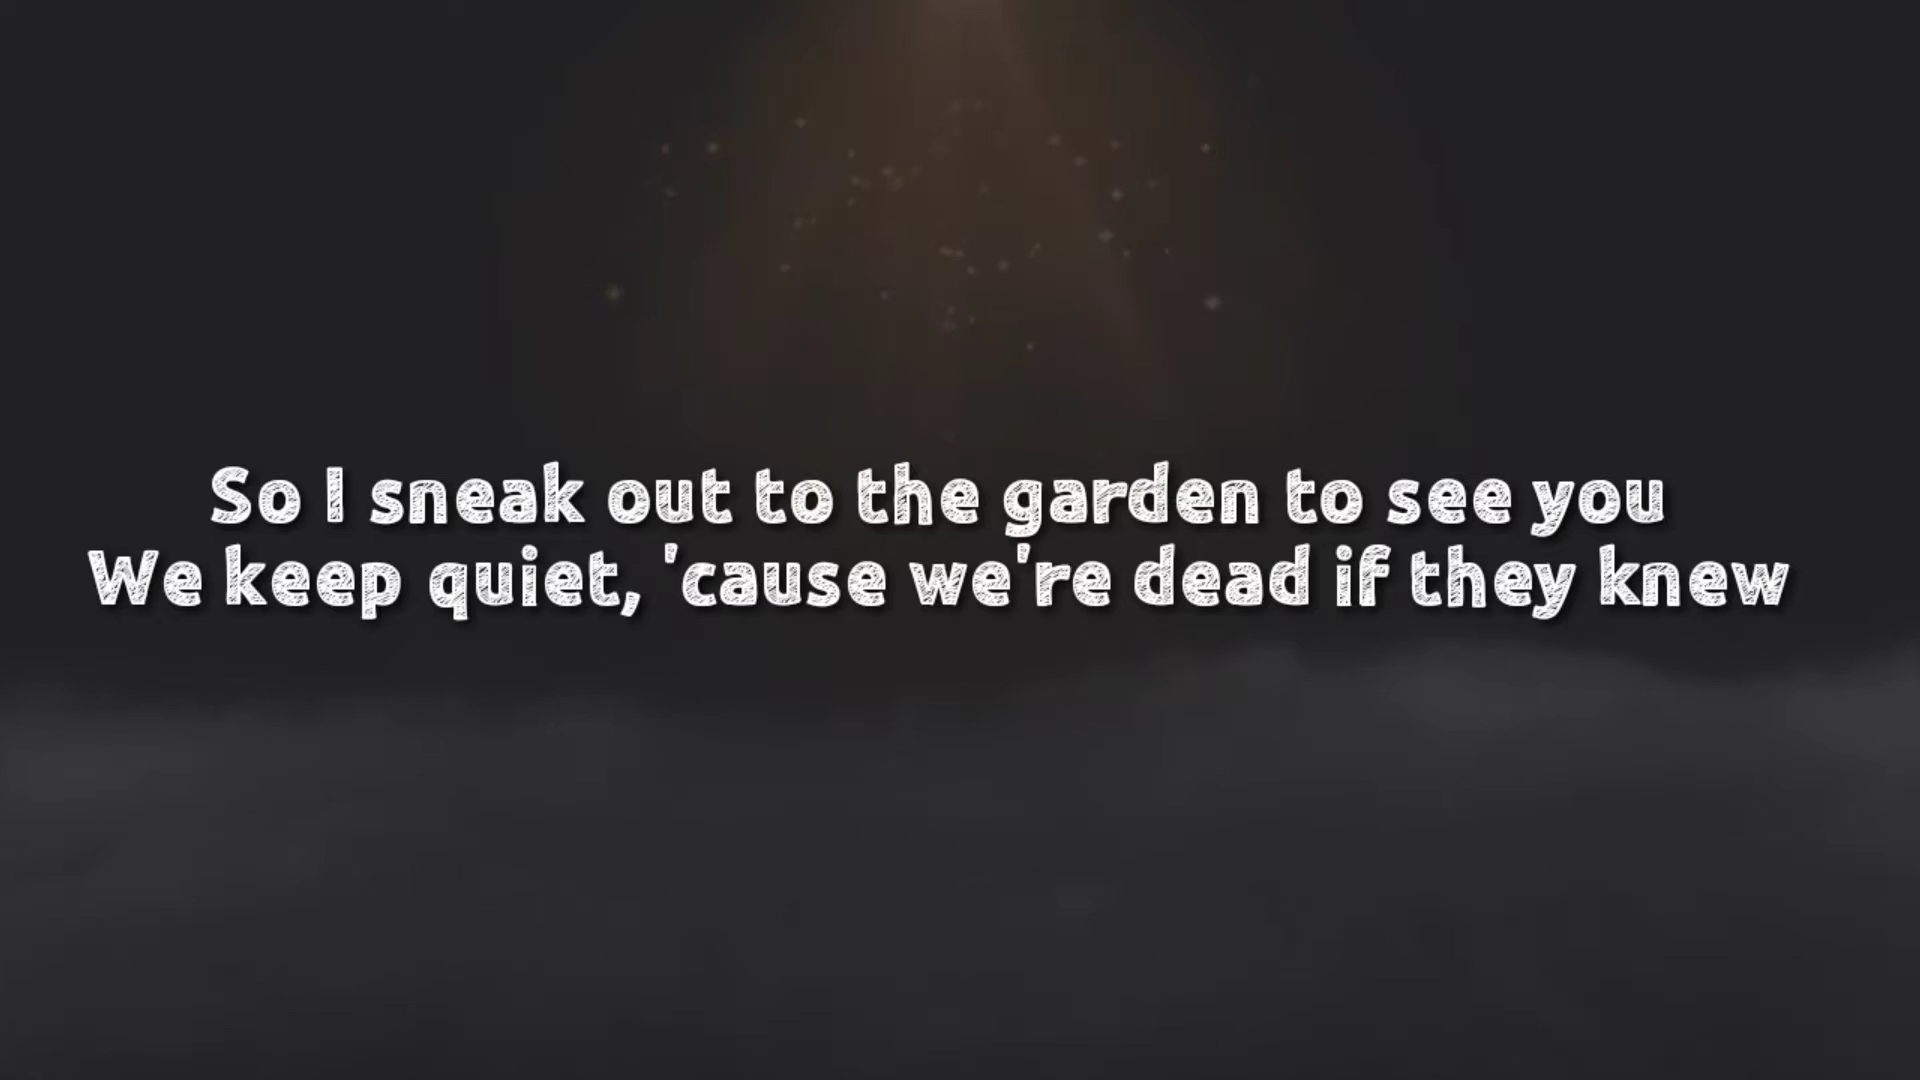 So I sneak out to the garden to see you
We keep quiet, 'cause we're dead if they knew